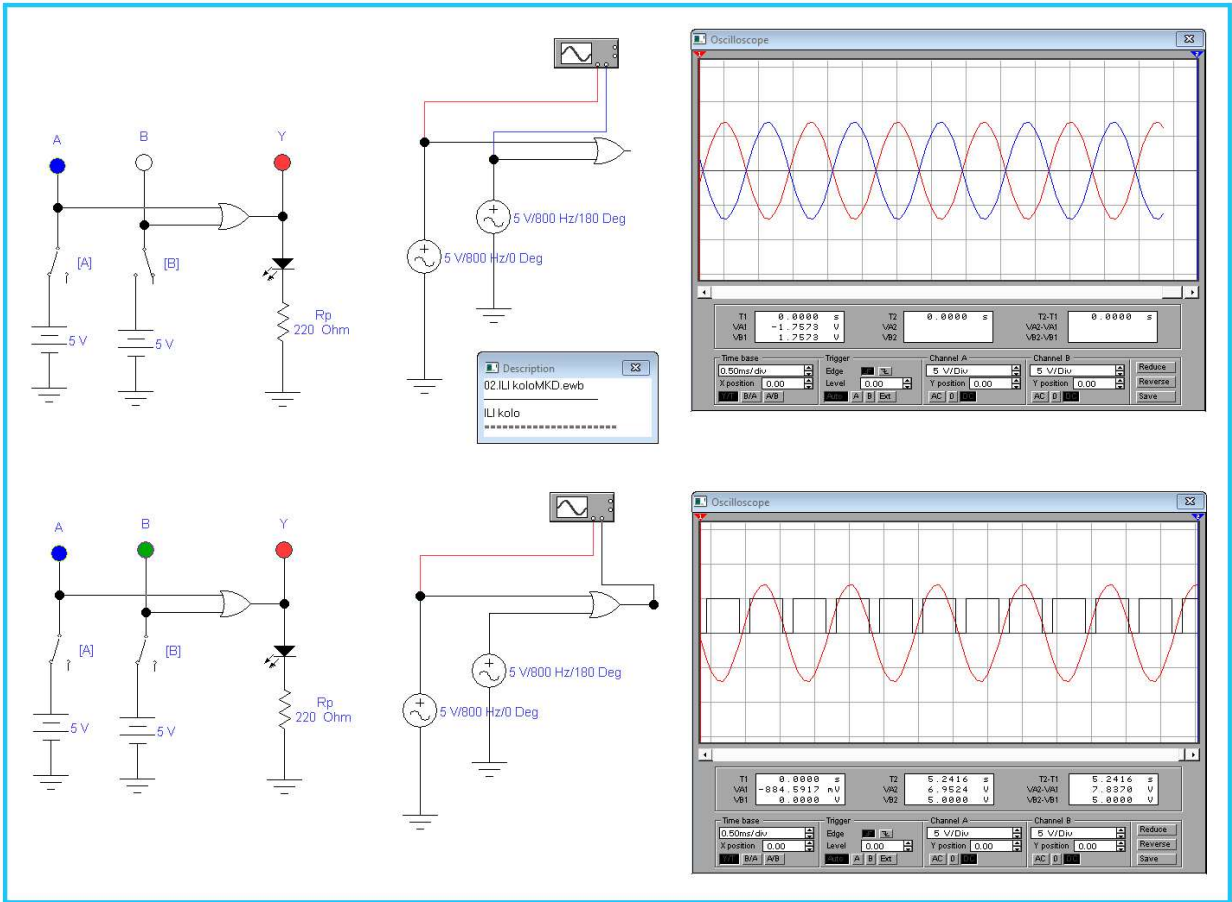 A
B
Y
[A]
[B]
5 V
5 V
Rp
220 Ohm
5 V/800 Hz/180 Deg
5 V/800 Hz/0 Deg
Description
02.ILI koloMKD.ewb
ILI kolo
======================
Oscilloscope
1
2
T1 0.0000 s T2 0.0000 s T2-T1 0.0000 s
VA1 -1.7573 V VA2 VA2-VA1
VB1 1.7573 V VB2 VB2-VB1
Time base Trigger Channel A Channel B
0.50ms/div Edge 5 V/Div 5 V/Div Reduce
X position 0.00 Level 0.00 Y position 0.00 Y position 0.00 Reverse
Y/T B/A A/B Auto A B Ext AC 0 DC AC 0 DC Save
A
B
Y
[A]
[B]
5 V
5 V
Rp
220 Ohm
5 V/800 Hz/180 Deg
5 V/800 Hz/0 Deg
Oscilloscope
1
2
T1 0.0000 s T2 5.2416 s T2-T1 5.2416 s
VA1 -884.5917 mV VA2 6.9524 V VA2-VA1 7.8370 V
VB1 0.0000 V VB2 5.0000 V VB2-VB1 5.0000 V
Time base Trigger Channel A Channel B
0.50ms/div Edge 5 V/Div 5 V/Div Reduce
X position 0.00 Level 0.00 Y position 0.00 Y position 0.00 Reverse
Y/T B/A A/B Auto A B Ext AC 0 DC AC 0 DC Save